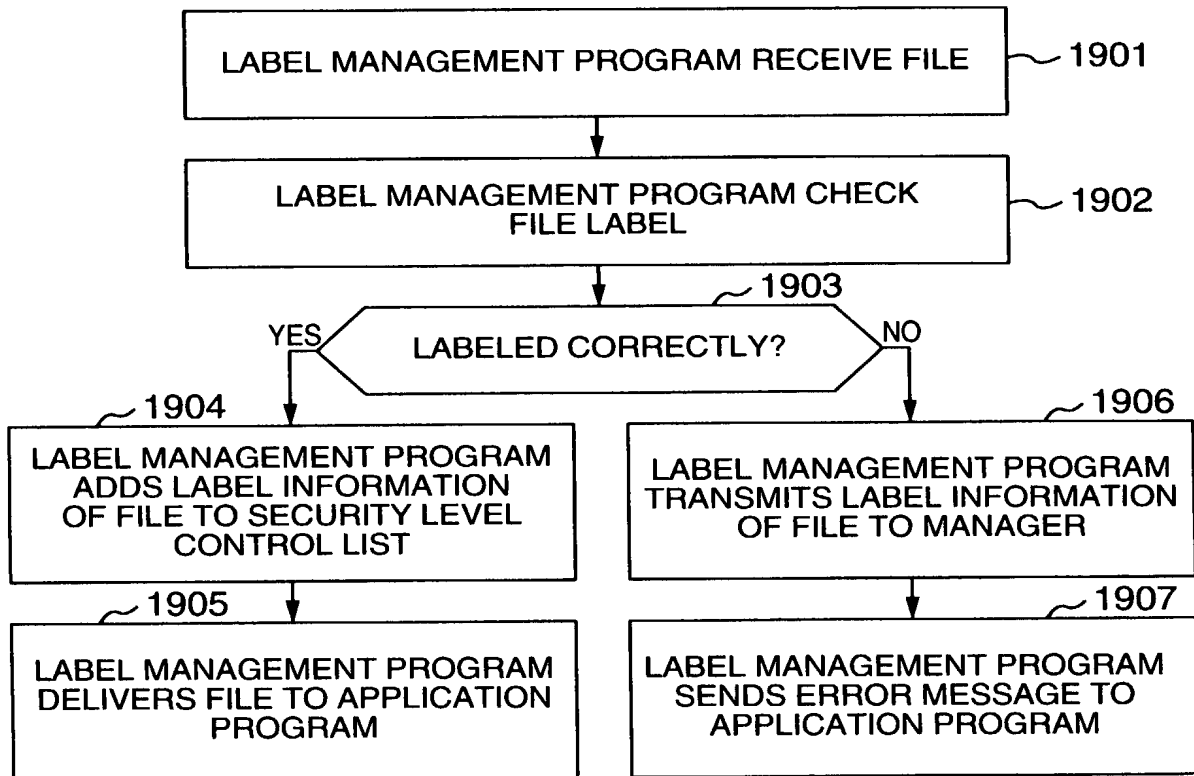 LABEL MANAGEMENT PROGRAM RECEIVE FILE
1901
LABEL MANAGEMENT PROGRAM CHECK
FILE LABEL
1902
1903
YES
LABELED CORRECTLY?
NO
1904
LABEL MANAGEMENT PROGRAM
ADDS LABEL INFORMATION
OF FILE TO SECURITY LEVEL
CONTROL LIST
1906
LABEL MANAGEMENT PROGRAM
TRANSMITS LABEL INFORMATION
OF FILE TO MANAGER
1905
LABEL MANAGEMENT PROGRAM
DELIVERS FILE TO APPLICATION
PROGRAM
1907
LABEL MANAGEMENT PROGRAM
SENDS ERROR MESSAGE TO
APPLICATION PROGRAM